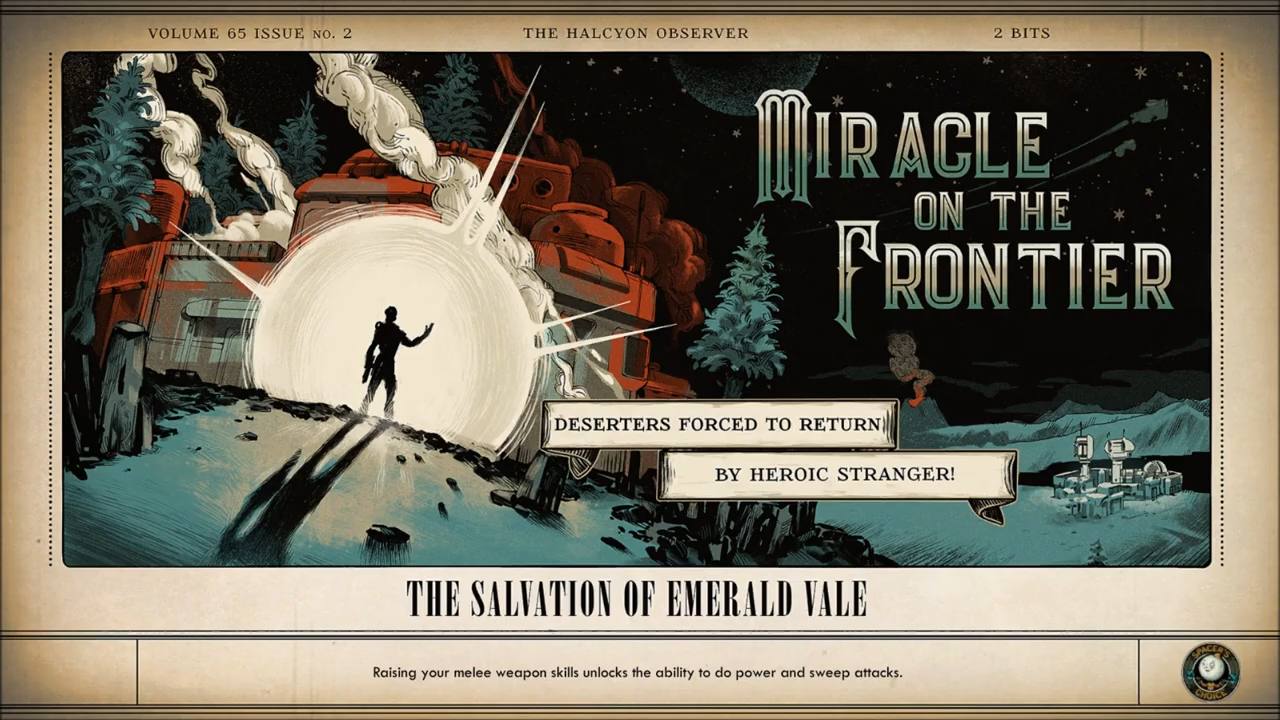 VOLUME 65 ISSUE NO. 2
THE HALCYON OBSERVER
2 BITS
MIRACLE
ON THE
FRONTIER
DESERTERS FORCED TO RETURN
BY HEROIC STRANGER!
THE SALVATION OF EMERALD VALE
Raising your melee weapon skills unlocks the ability to do power and sweep attacks.
SPACER'S
CHOICE